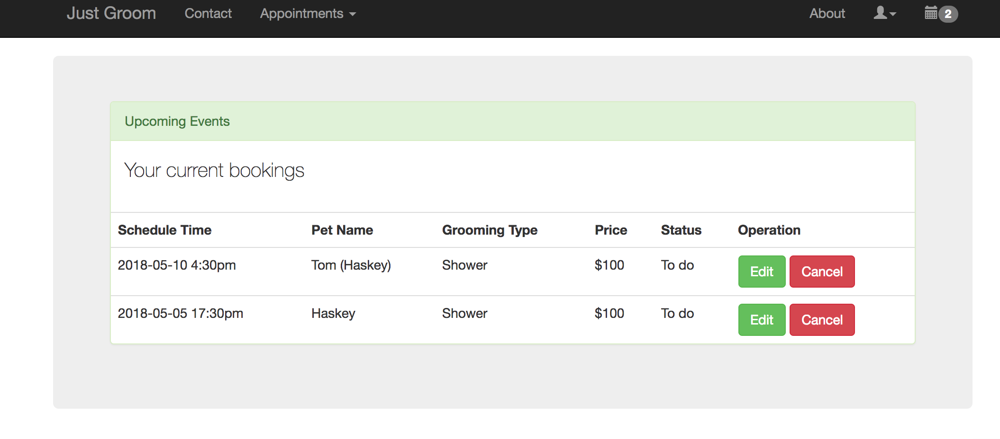 Just Groom Contact Appointments About 2
Upcoming Events
Your current bookings
Schedule Time Pet Name Grooming Type Price Status Operation
2018-05-10 4:30pm Tom (Haskey) Shower $100 To do Edit Cancel
2018-05-05 17:30pm Haskey Shower $100 To do Edit Cancel